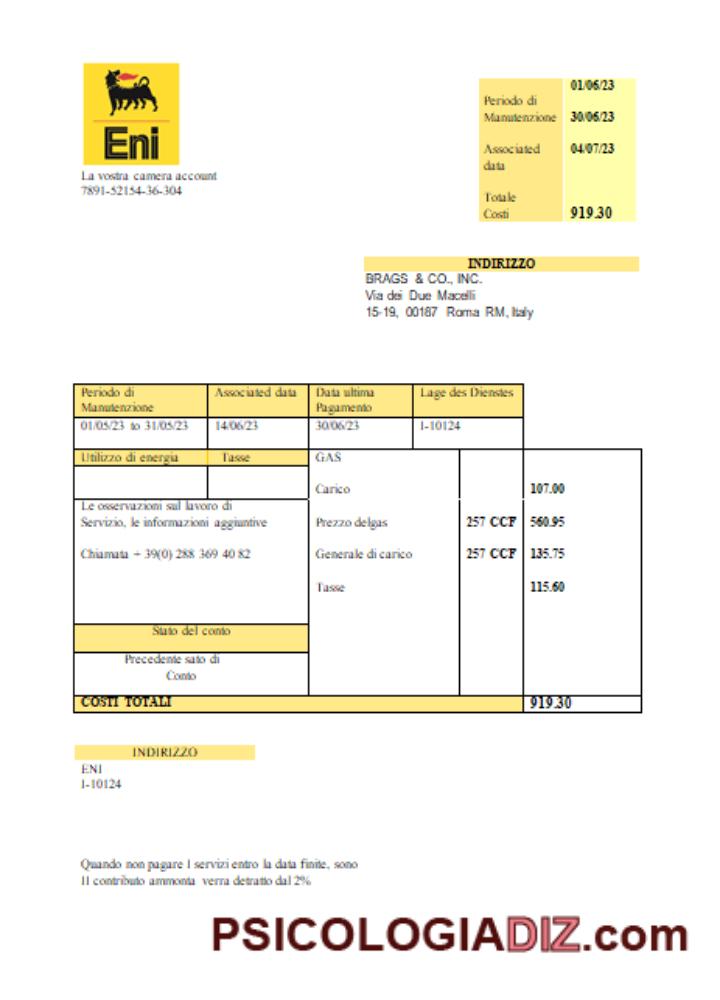 Eni
La vostra camera account
7891-52154-36-304
01/06/23
Periodo di
Manutenzione 30/06/23
Associated 04/07/23
data
Totale
Costi 919.30
INDIRIZZO
BRAGS & CO., INC.
Via dei Due Macelli
15-19, 00187 Roma RM, Italy
Periodo di Associated data Data ultima Lage des Dienstes
Manutenzione Pagamento
01/05/23 to 31/05/23 14/06/23 30/06/23 I-10124
Utilizzo di energia Tasse GAS
Carico 107.00
Le osservazioni sul lavoro di
Servizio, le informazioni aggiuntive Prezzo delgas 257 CCF 560.95
Chiamata + 39(0) 288 369 40 82 Generale di carico 257 CCF 135.75
Tasse 115.60
Stato del conto
Precedente sato di
Conto
COSTI TOTALI 919.30
INDIRIZZO
ENI
I-10124
Quando non pagare I servizi entro la data finite, sono
Il contributo ammonta verra detratto dal 2%
PSICOLOGIADIZ.com